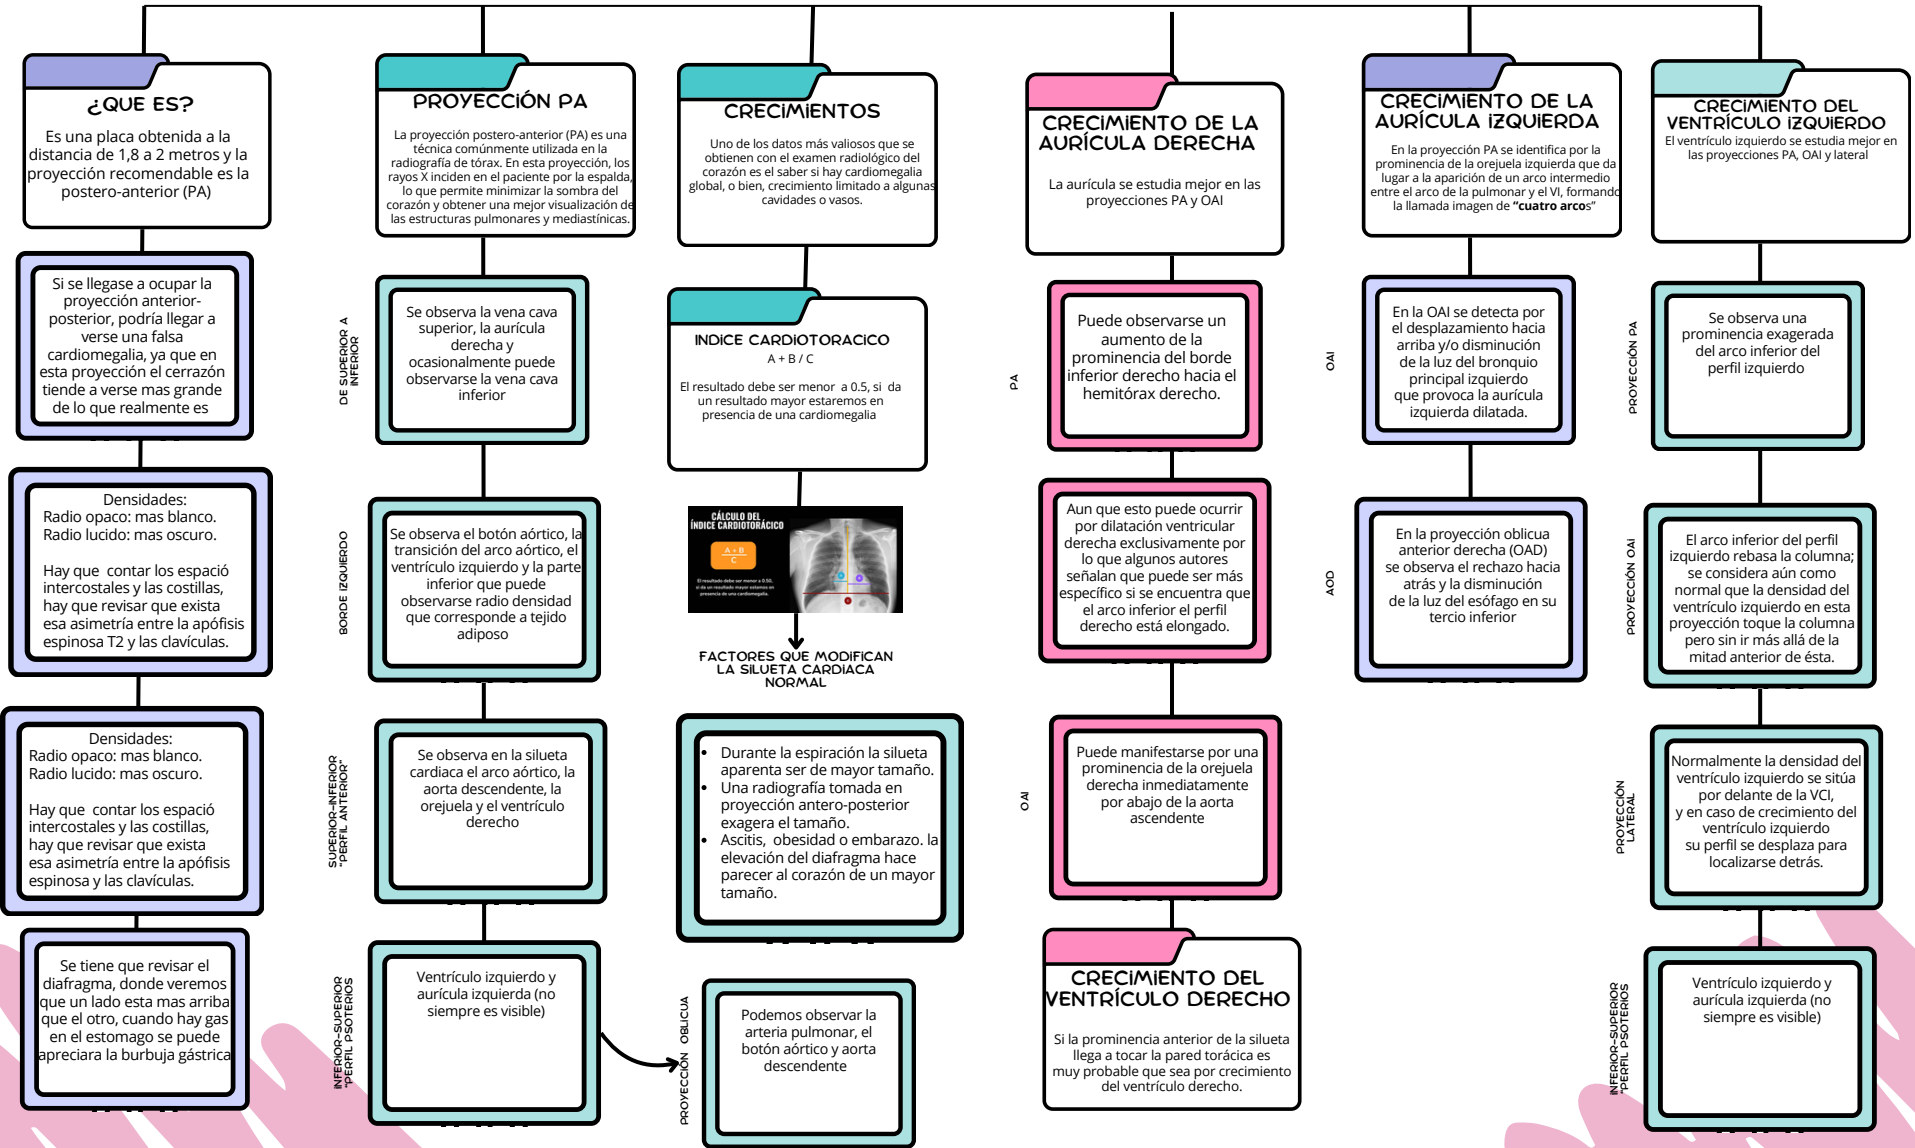 ¿QUE ES?
Es una placa obtenida a la
distancia de 1,8 a 2 metros y la
proyección recomendable es la
postero-anterior (PA)
Si se llegase a ocupar la
proyección anterior-
posterior, podría llegar a
verse una falsa
cardiomegalia, ya que en
esta proyección el cerrazón
tiende a verse mas grande
de lo que realmente es
Densidades:
Radio opaco: mas blanco.
Radio lucido: mas oscuro.
Hay que  contar los espació
intercostales y las costillas,
hay que revisar que exista
esa asimetría entre la apófisis
espinosa T2 y las clavículas.
Densidades:
Radio opaco: mas blanco.
Radio lucido: mas oscuro.
Hay que  contar los espació
intercostales y las costillas,
hay que revisar que exista
esa asimetría entre la apófisis
espinosa y las clavículas.
Se tiene que revisar el
diafragma, donde veremos
que un lado esta mas arriba
que el otro, cuando hay gas
en el estomago se puede
apreciara la burbuja gástrica
PROYECCIÓN PA
La proyección postero-anterior (PA) es una
técnica comúnmente utilizada en la
radiografía de tórax. En esta proyección, los
rayos X inciden en el paciente por la espalda,
lo que permite minimizar la sombra del
corazón y obtener una mejor visualización de
las estructuras pulmonares y mediastínicas.
DE SUPERIOR A
INFERIOR
Se observa la vena cava
superior, la aurícula
derecha y
ocasionalmente puede
observarse la vena cava
inferior
BORDE IZQUIERDO
Se observa el botón aórtico, la
transición del arco aórtico, el
ventrículo izquierdo y la parte
inferior que puede
observarse radio densidad
que corresponde a tejido
adiposo
SUPERIOR-INFERIOR
"PERFIL ANTERIOR"
Se observa en la silueta
cardiaca el arco aórtico, la
aorta descendente, la
orejuela y el ventrículo
derecho
INFERIOR-SUPERIOR
"PERFIL PSOTERIOS
Ventrículo izquierdo y
aurícula izquierda (no
siempre es visible)
CRECIMIENTOS
Uno de los datos más valiosos que se
obtienen con el examen radiológico del
corazón es el saber si hay cardiomegalia
global, o bien, crecimiento limitado a algunas
cavidades o vasos.
INDICE CARDIOTORACICO
A + B / C
El resultado debe ser menor  a 0.5, si  da
un resultado mayor estaremos en
presencia de una cardiomegalia
CÁLCULO DEL
ÍNDICE CARDIOTORÁCICO
A + B
C
El resultado debe ser menor a 0.50,
si da un resultado mayor estamos en
presencia de una cardiomegalia.
FACTORES QUE MODIFICAN
LA SILUETA CARDIACA
NORMAL
• Durante la espiración la silueta
aparenta ser de mayor tamaño.
• Una radiografía tomada en
proyección antero-posterior
exagera el tamaño.
• Ascitis,  obesidad o embarazo. la
elevación del diafragma hace
parecer al corazón de un mayor
tamaño.
PROYECCIÓN  OBLICUA
Podemos observar la
arteria pulmonar, el
botón aórtico y aorta
descendente
CRECIMIENTO DE LA
AURÍCULA DERECHA
La aurícula se estudia mejor en las
proyecciones PA y OAI
PA
Puede observarse un
aumento de la
prominencia del borde
inferior derecho hacia el
hemitórax derecho.
Aun que esto puede ocurrir
por dilatación ventricular
derecha exclusivamente por
lo que algunos autores
señalan que puede ser más
específico si se encuentra que
el arco inferior el perfil
derecho está elongado.
OAI
Puede manifestarse por una
prominencia de la orejuela
derecha inmediatamente
por abajo de la aorta
ascendente
CRECIMIENTO DEL
VENTRÍCULO DERECHO
Si la prominencia anterior de la silueta
llega a tocar la pared torácica es
muy probable que sea por crecimiento
del ventrículo derecho.
CRECIMIENTO DE LA
AURÍCULA IZQUIERDA
En la proyección PA se identifica por la
prominencia de la orejuela izquierda que da
lugar a la aparición de un arco intermedio
entre el arco de la pulmonar y el VI, formando
la llamada imagen de “cuatro arcos”
OAI
En la OAI se detecta por
el desplazamiento hacia
arriba y/o disminución
de la luz del bronquio
principal izquierdo
que provoca la aurícula
izquierda dilatada.
AOD
En la proyección oblicua
anterior derecha (OAD)
se observa el rechazo hacia
atrás y la disminución
de la luz del esófago en su
tercio inferior
CRECIMIENTO DEL
VENTRÍCULO IZQUIERDO
El ventrículo izquierdo se estudia mejor en
las proyecciones PA, OAI y lateral
PROYECCIÓN PA
Se observa una
prominencia exagerada
del arco inferior del
perfil izquierdo
PROYECCIÓN OAI
El arco inferior del perfil
izquierdo rebasa la columna;
se considera aún como
normal que la densidad del
ventrículo izquierdo en esta
proyección toque la columna
pero sin ir más allá de la
mitad anterior de ésta.
PROYECCIÓN
LATERAL
Normalmente la densidad del
ventrículo izquierdo se sitúa
por delante de la VCI,
y en caso de crecimiento del
ventrículo izquierdo
su perfil se desplaza para
localizarse detrás.
INFERIOR-SUPERIOR
"PERFIL PSOTERIOS
Ventrículo izquierdo y
aurícula izquierda (no
siempre es visible)